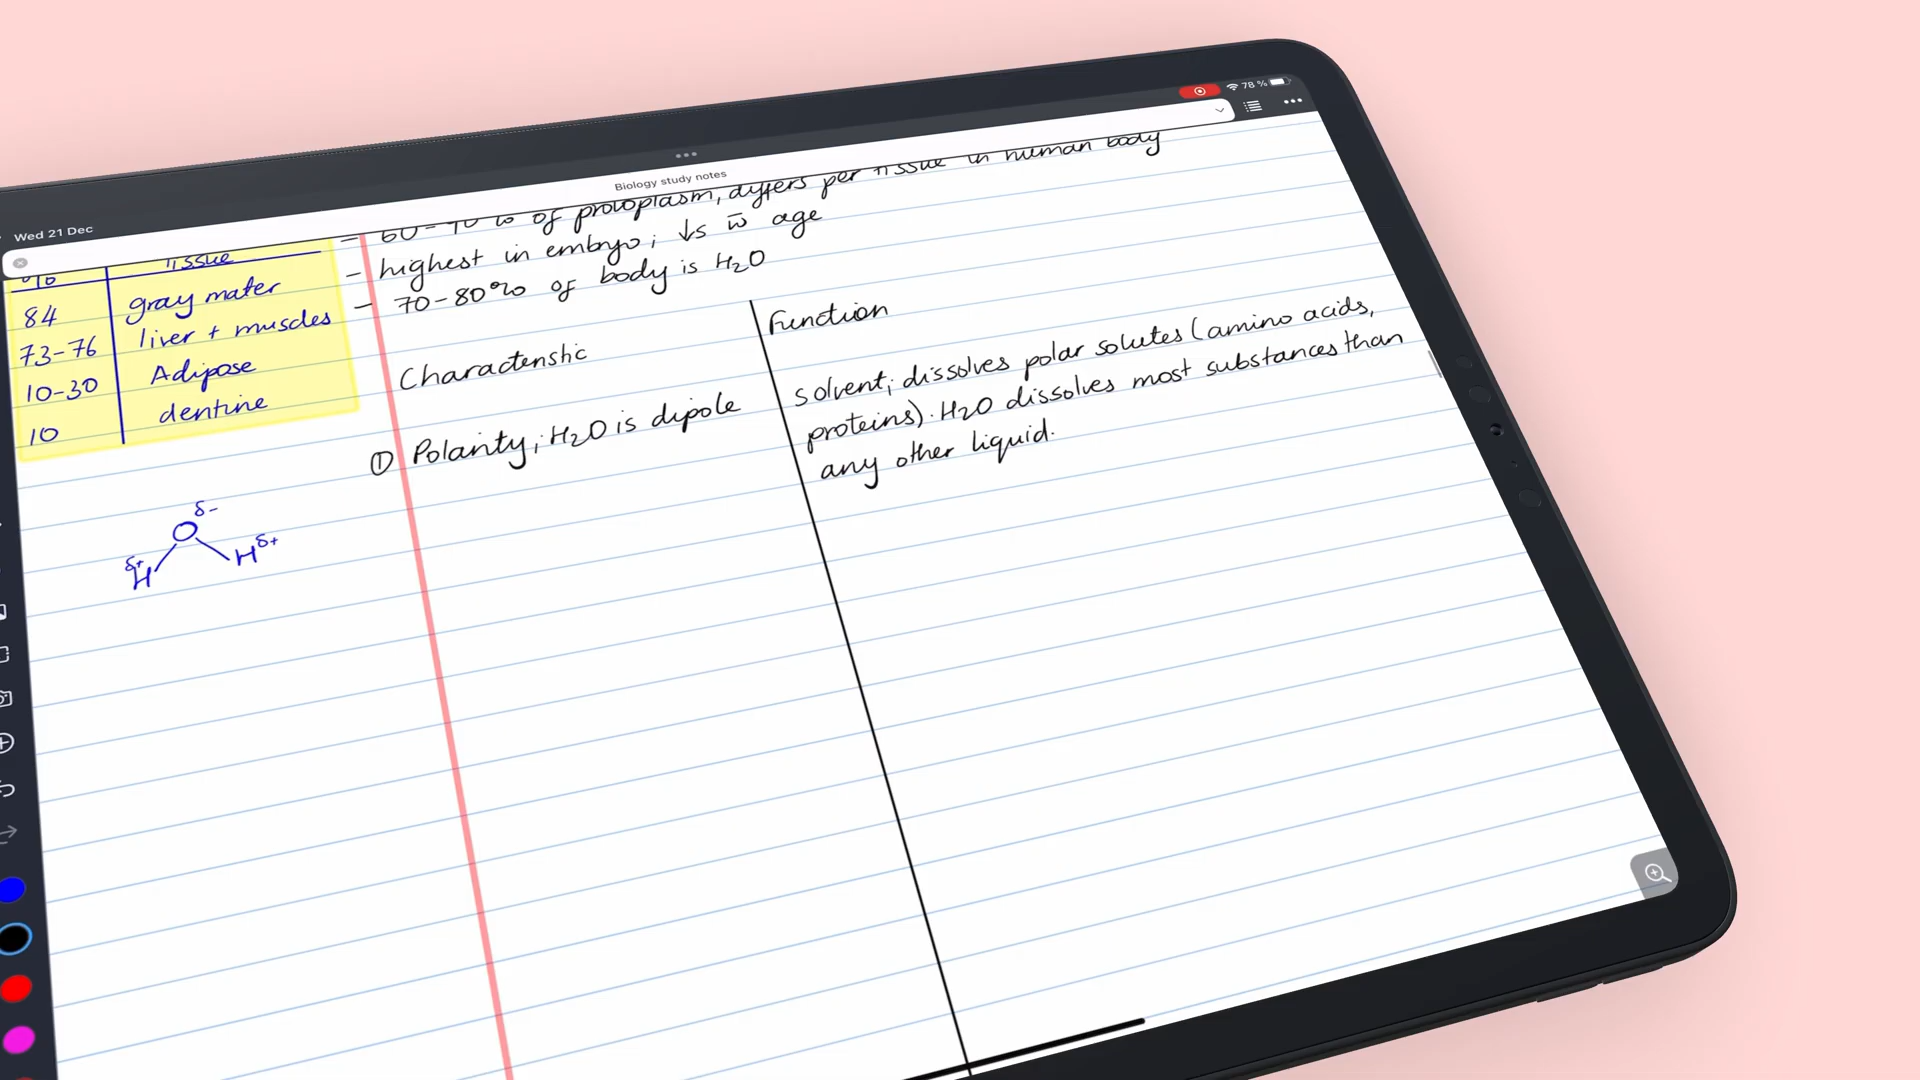 78 %
Wed 21 Dec
Biology study notes
% Tissue
84 gray mater
73-76 liver + muscles
10-30 Adipose
10 dentine
- % of protoplasm, differs per tissue in human body
- highest in embryo; ↓s w̄ age
- 70-80% of body is H₂O
Characteristic
Function
① Polarity; H₂O is dipole
solvent; dissolves polar solutes (amino acids,
proteins). H₂O dissolves most substances than
any other liquid.
δ-
O
δ+ H H δ+